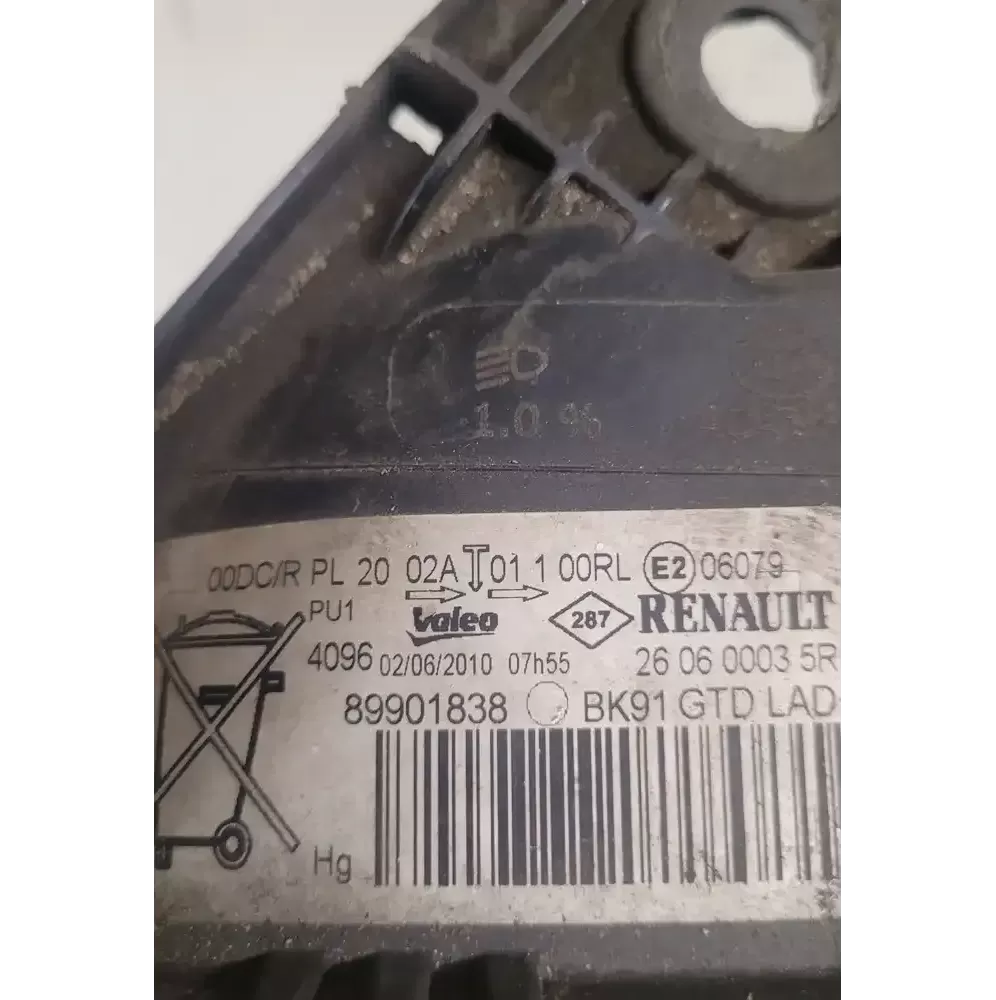 1.0%
00DC/R PL 20 02A 01 1 00RL E2 06079
PU1 Valeo 287 RENAULT
4096 02/06/2010 07h55 26 06 0003 5R
89901838 BK91 GTD LAD
Hg